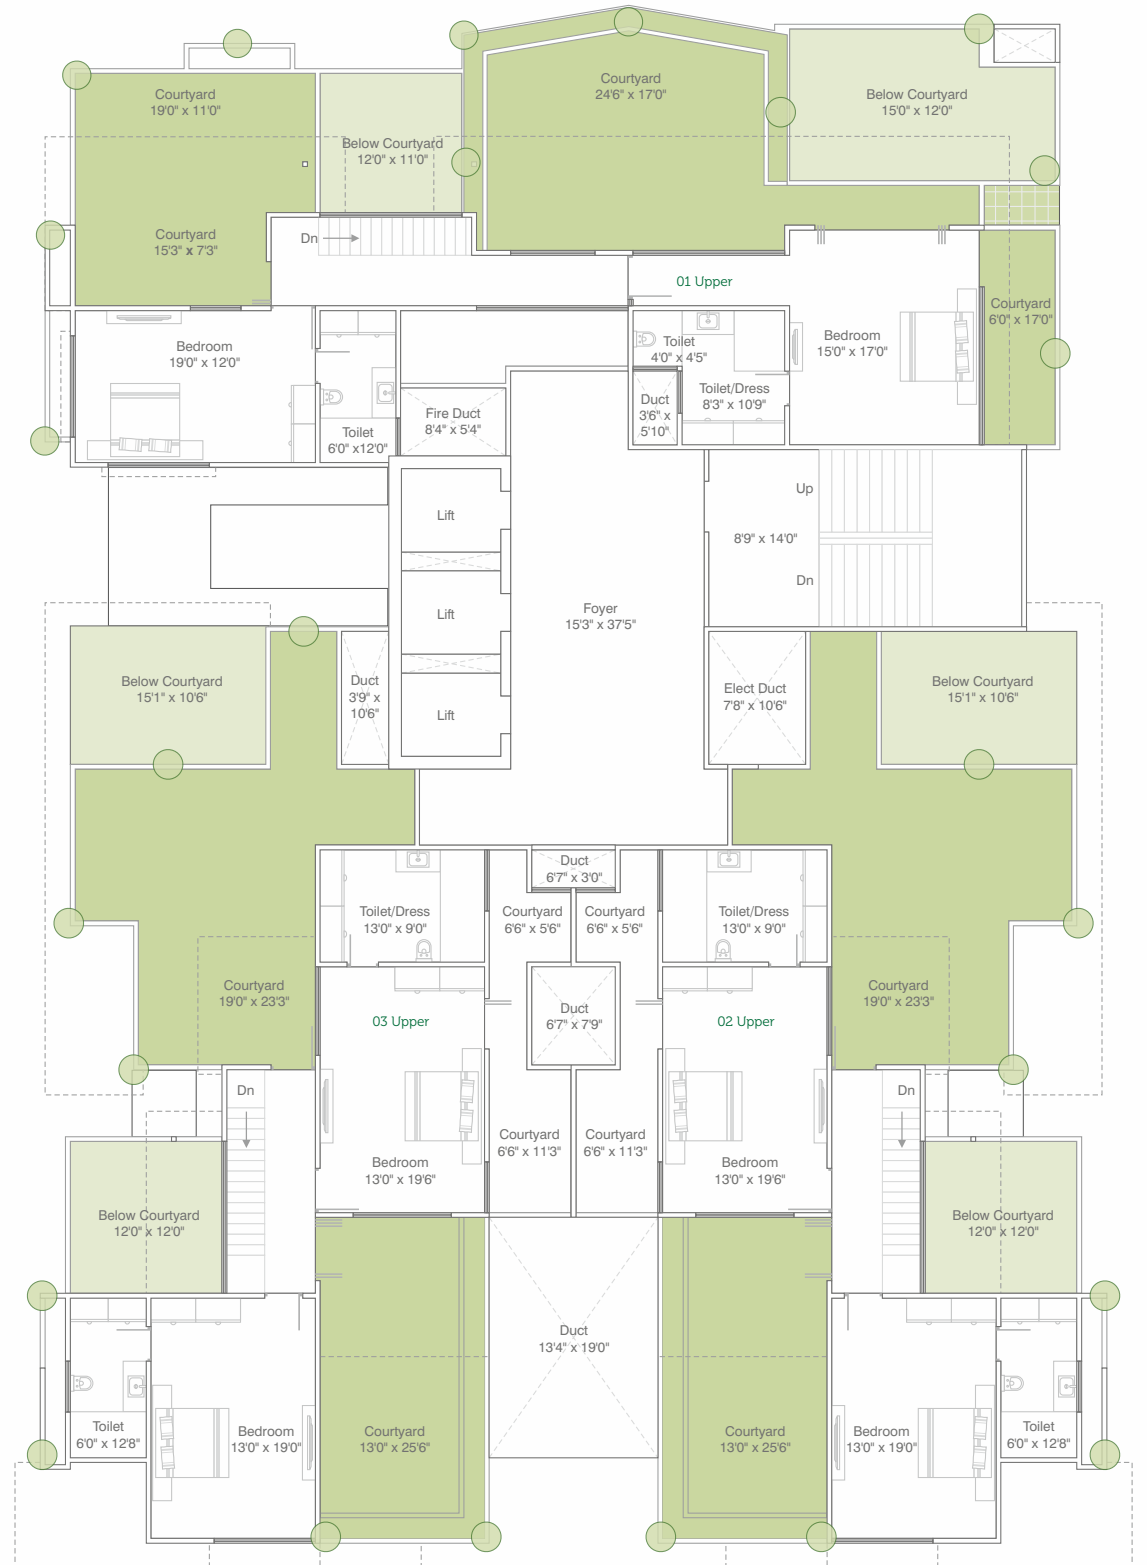 Courtyard
19'0" x 11'0"
Below Courtyard
12'0" x 11'0"
Courtyard
24'6" x 17'0"
Below Courtyard
15'0" x 12'0"
Courtyard
15'3" x 7'3"
Dn
01 Upper
Courtyard
6'0" x 17'0"
Bedroom
19'0" x 12'0"
Toilet
6'0" x12'0"
Fire Duct
8'4" x 5'4"
Toilet
4'0" x 4'5"
Toilet/Dress
8'3" x 10'9"
Duct
3'6" x
5'10"
Bedroom
15'0" x 17'0"
Lift
Lift
Lift
Foyer
15'3" x 37'5"
Up
8'9" x 14'0"
Dn
Below Courtyard
15'1" x 10'6"
Duct
3'9" x
10'6"
Elect Duct
7'8" x 10'6"
Below Courtyard
15'1" x 10'6"
Duct
6'7" x 3'0"
Toilet/Dress
13'0" x 9'0"
Courtyard
6'6" x 5'6"
Courtyard
6'6" x 5'6"
Toilet/Dress
13'0" x 9'0"
Courtyard
19'0" x 23'3"
03 Upper
Duct
6'7" x 7'9"
02 Upper
Courtyard
19'0" x 23'3"
Dn
Dn
Bedroom
13'0" x 19'6"
Courtyard
6'6" x 11'3"
Courtyard
6'6" x 11'3"
Bedroom
13'0" x 19'6"
Below Courtyard
12'0" x 12'0"
Below Courtyard
12'0" x 12'0"
Duct
13'4" x 19'0"
Toilet
6'0" x 12'8"
Bedroom
13'0" x 19'0"
Courtyard
13'0" x 25'6"
Courtyard
13'0" x 25'6"
Bedroom
13'0" x 19'0"
Toilet
6'0" x 12'8"